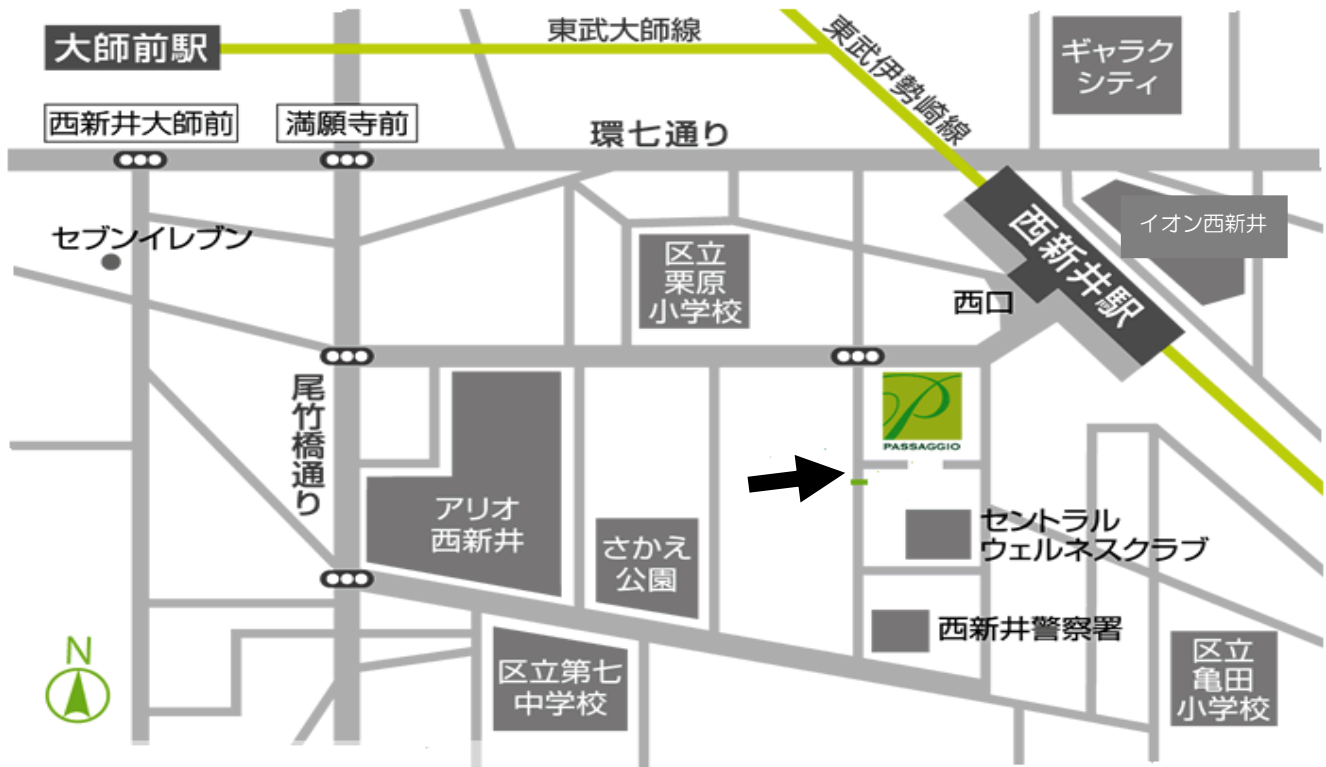 大師前駅
東武大師線
東武伊勢崎線
ギャラク
シティ
西新井大師前
満願寺前
環七通り
セブンイレブン
区立
栗原
小学校
西新井駅
イオン西新井
西口
尾竹橋通り
P
PASSAGGIO
アリオ
西新井
さかえ
公園
セントラル
ウェルネスクラブ
西新井警察署
N
区立第七
中学校
区立
亀田
小学校